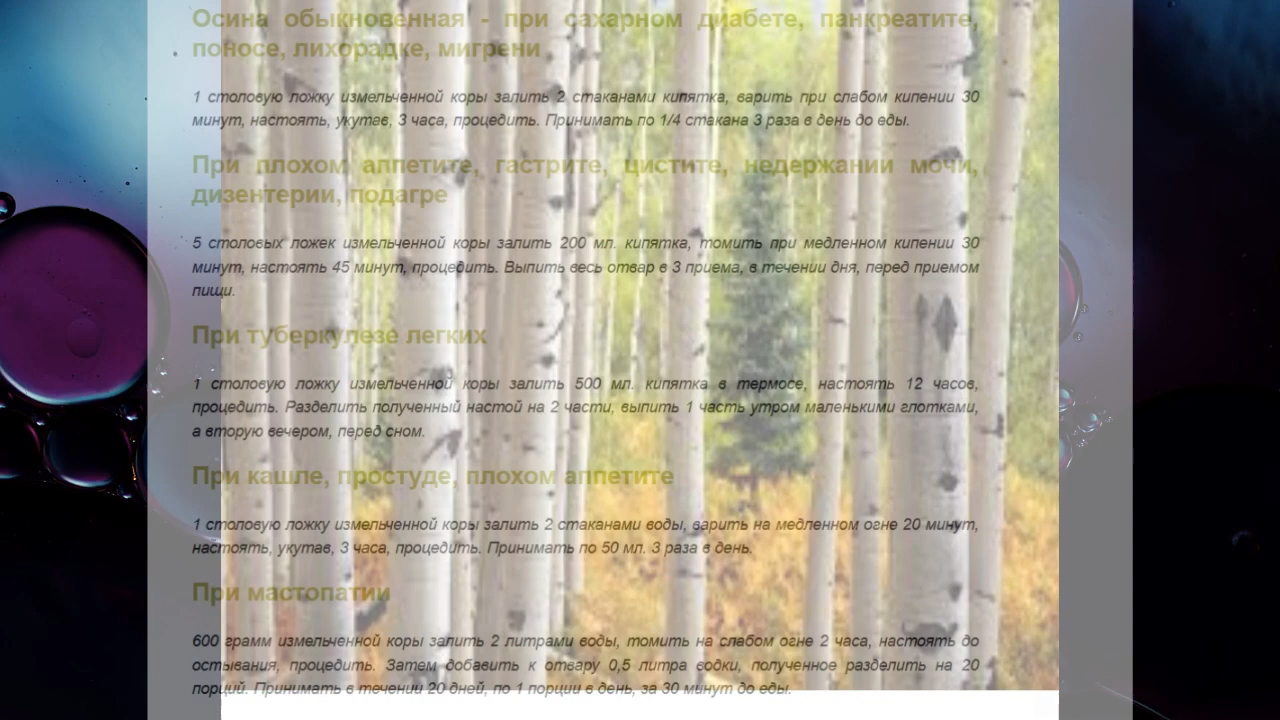 Осина обыкновенная - при сахарном диабете, панкреатите,
поносе, лихорадке, мигрени
1 столовую ложку измельченной коры залить 2 стаканами кипятка, варить при слабом кипении 30
минут, настоять, укутав, 3 часа, процедить. Принимать по 1/4 стакана 3 раза в день до еды.
При плохом аппетите, гастрите, цистите, недержании мочи,
дизентерии, подагре
5 столовых ложек измельченной коры залить 200 мл. кипятка, томить при медленном кипении 30
минут, настоять 45 минут, процедить. Выпить весь отвар в 3 приема, в течении дня, перед приемом
пищи.
При туберкулезе легких
1 столовую ложку измельченной коры залить 500 мл. кипятка в термосе, настоять 12 часов,
процедить. Разделить полученный настой на 2 части, выпить 1 часть утром маленькими глотками,
а вторую вечером, перед сном.
При кашле, простуде, плохом аппетите
1 столовую ложку измельченной коры залить 2 стаканами воды, варить на медленном огне 20 минут,
настоять, укутав, 3 часа, процедить. Принимать по 50 мл. 3 раза в день.
При мастопатии
600 грамм измельченной коры залить 2 литрами воды, томить на слабом огне 2 часа, настоять до
остывания, процедить. Затем добавить к отвару 0,5 литра водки, полученное разделить на 20
порций. Принимать в течении 20 дней, по 1 порции в день, за 30 минут до еды.